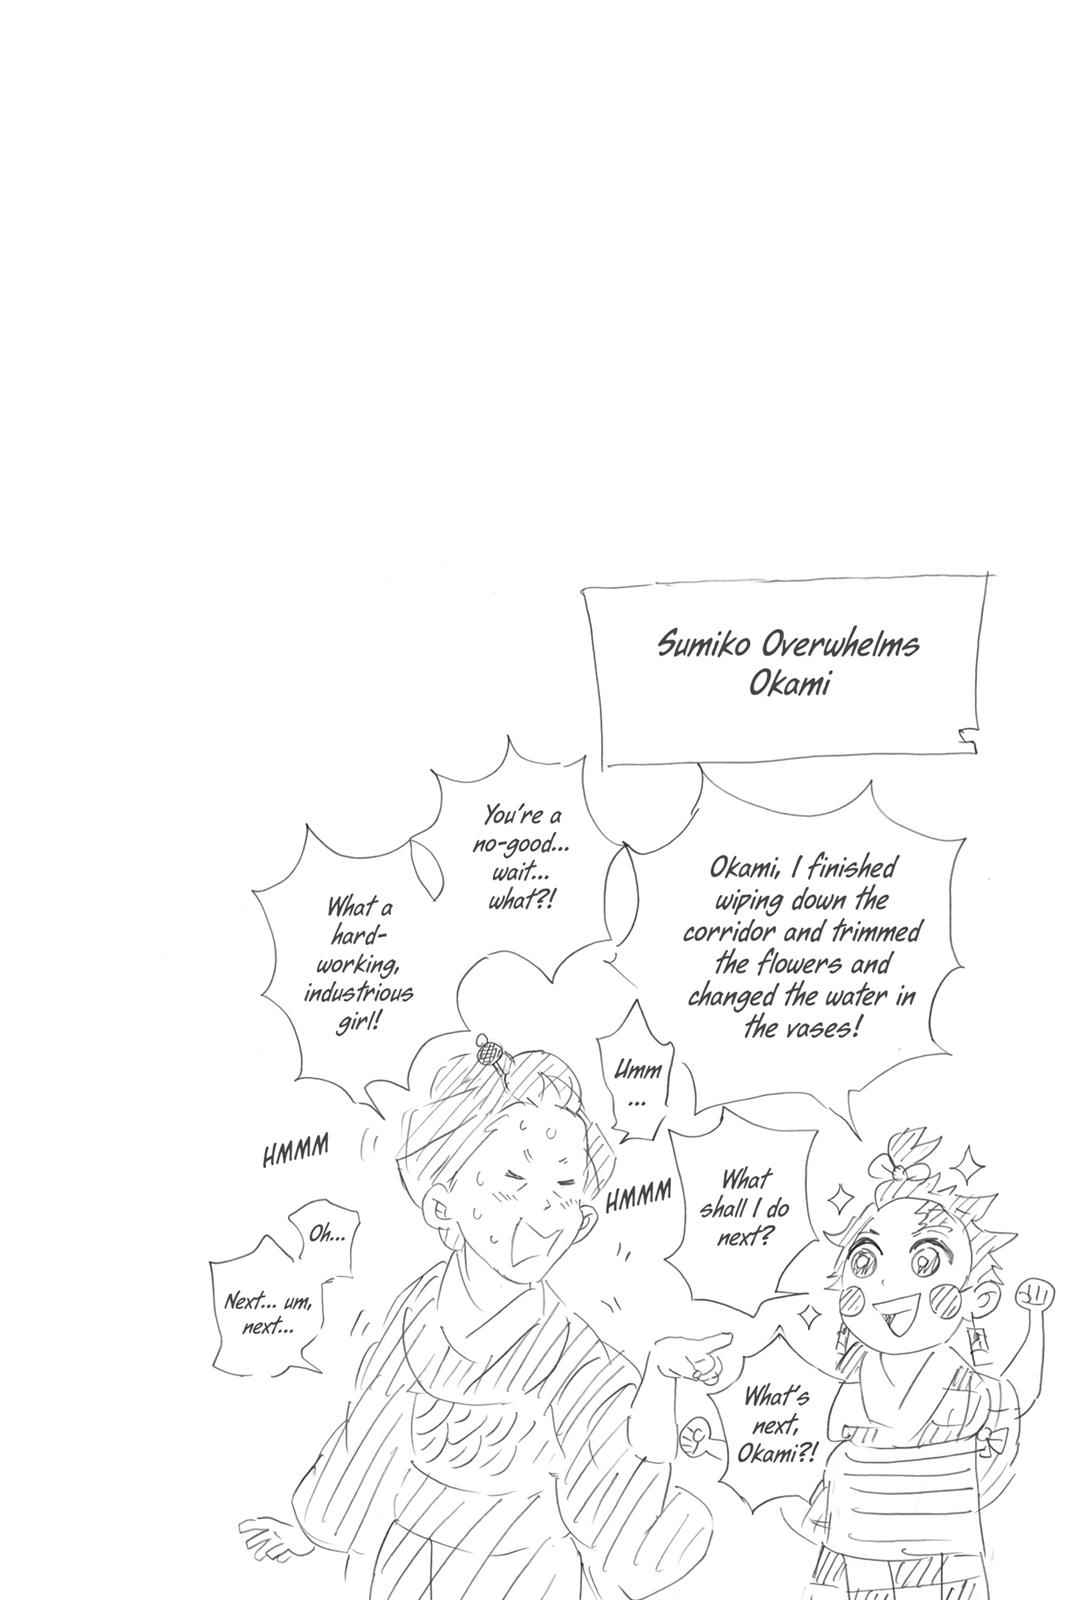 Sumiko Overwhelms
Okami
Okami, I finished
wiping down the
corridor and trimmed
the flowers and
changed the water in
the vases!
You're a
no-good...
wait...
what?!
What a
hard-
working,
industrious
girl!
Umm
...
HMMM
HMMM
What
shall I do
next?
Oh...
Next... um,
next...
What's
next,
Okami?!